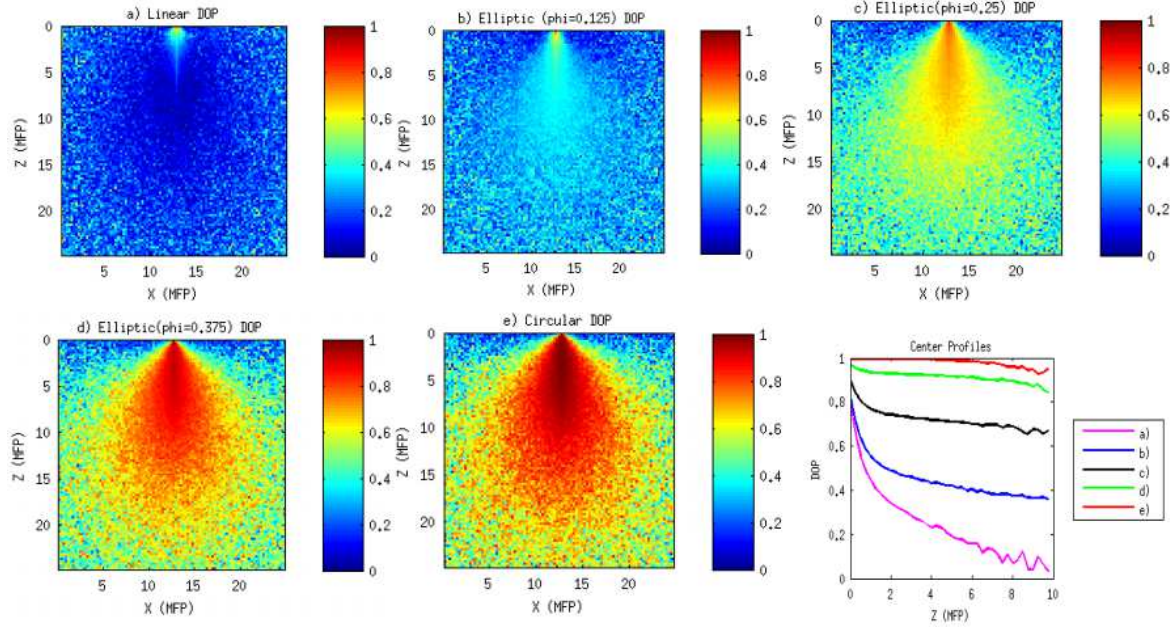 a) Linear DOP
0
5
10
15
20
Z (MFP)
5 10 15 20
X (MFP)
1
0.8
0.6
0.4
0.2
0
b) Elliptic (phi=0.125) DOP
0
5
10
15
20
Z (MFP)
5 10 15 20
X (MFP)
1
0.8
0.6
0.4
0.2
0
c) Elliptic(phi=0.25) DOP
0
5
10
15
20
Z (MFP)
5 10 15 20
X (MFP)
1
0.8
0.6
0.4
0.2
0
d) Elliptic(phi=0.375) DOP
0
5
10
15
20
Z (MFP)
5 10 15 20
X (MFP)
1
0.8
0.6
0.4
0.2
0
e) Circular DOP
0
5
10
15
20
Z (MFP)
5 10 15 20
X (MFP)
1
0.8
0.6
0.4
0.2
0
Center Profiles
1
0.8
0.6
0.4
0.2
0
DOP
0 2 4 6 8 10
Z (MFP)
a)
b)
c)
d)
e)